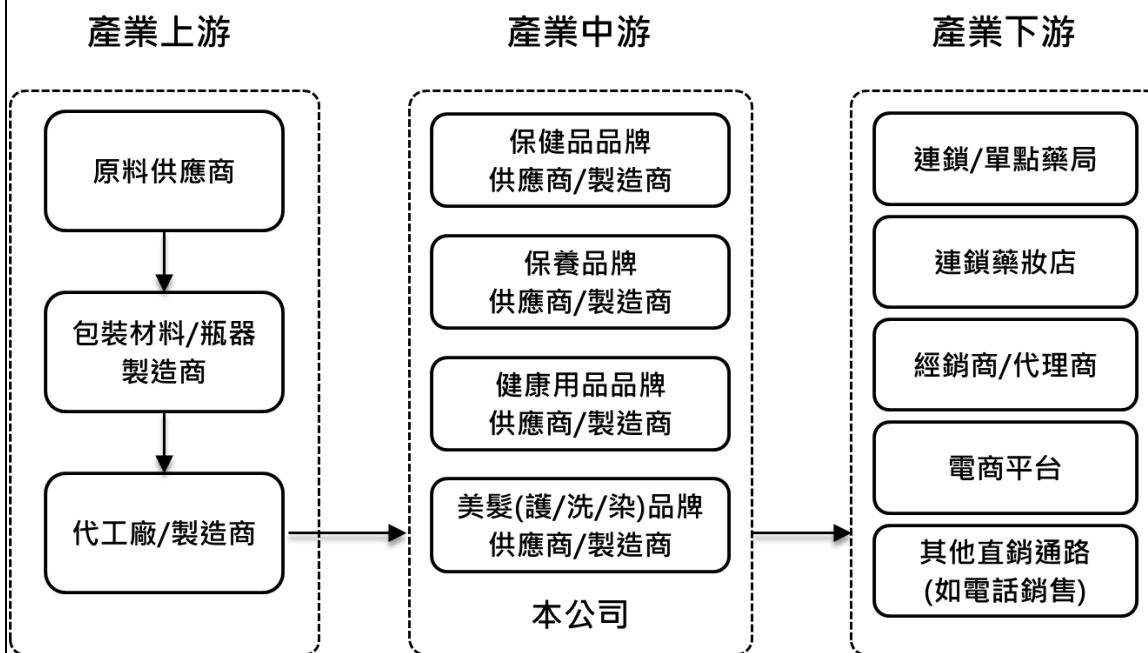 產業上游
產業中游
產業下游
原料供應商
包裝材料/瓶器
製造商
代工廠/製造商
保健品品牌
供應商/製造商
保養品牌
供應商/製造商
健康用品品牌
供應商/製造商
美髮(護/洗/染)品牌
供應商/製造商
本公司
連鎖/單點藥局
連鎖藥妝店
經銷商/代理商
電商平台
其他直銷通路
(如電話銷售)